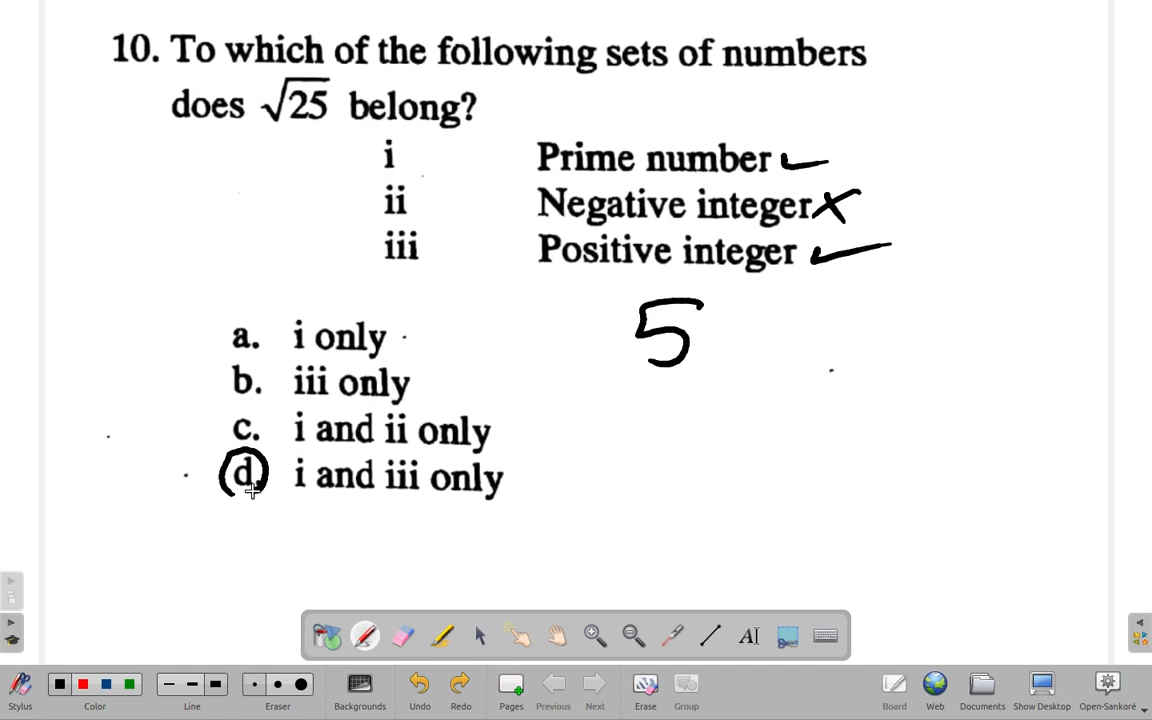 10. To which of the following sets of numbers
does √25 belong?
i Prime number ✓
ii Negative integer ✗
iii Positive integer ✓
5
a. i only
b. iii only
c. i and ii only
d. i and iii only
Stylus Color Line Eraser Backgrounds Undo Redo Pages Previous Next Erase Group Board Web Documents Show Desktop Open-Sankoré